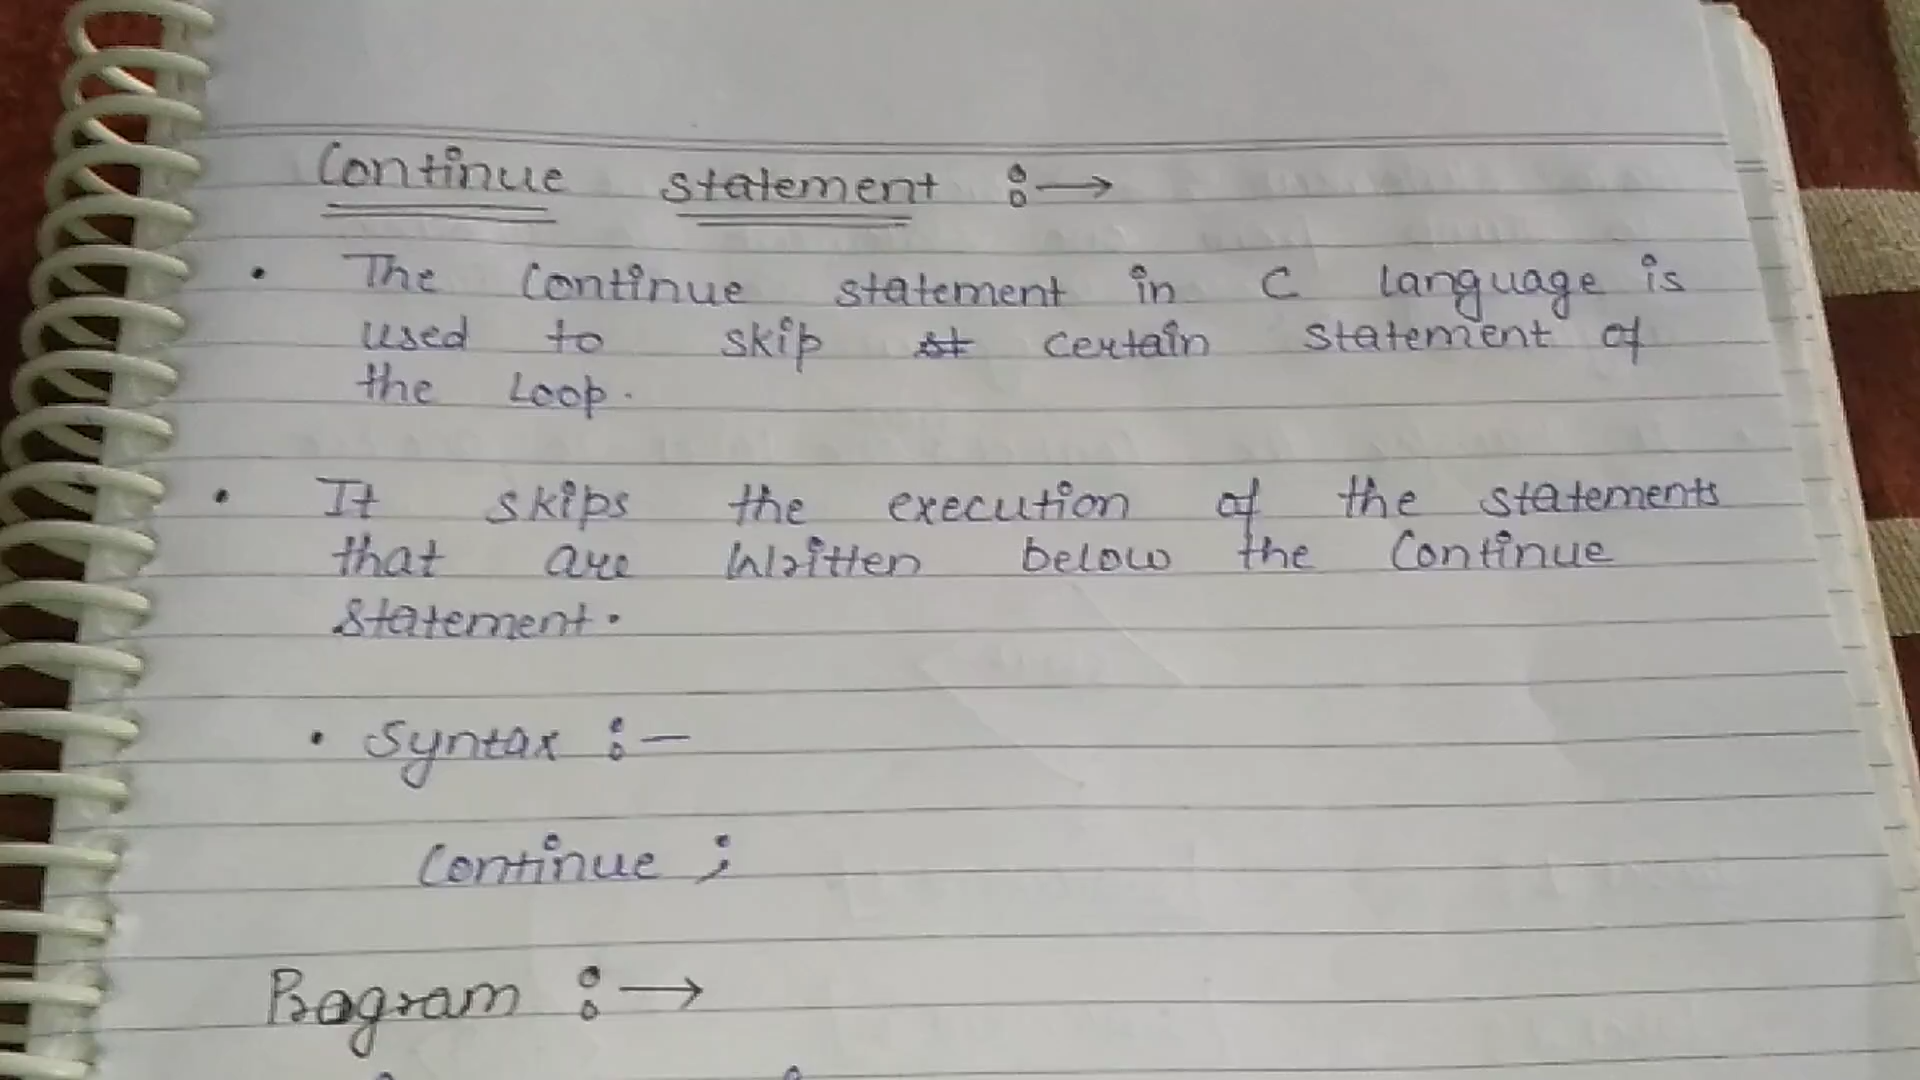 Continue statement :→
• The Continue statement in C language is
used to skip st certain statement of
the Loop.
• It skips the execution of the statements
that are Written below the Continue
Statement.
• Syntax :-
Continue ;
Program :→